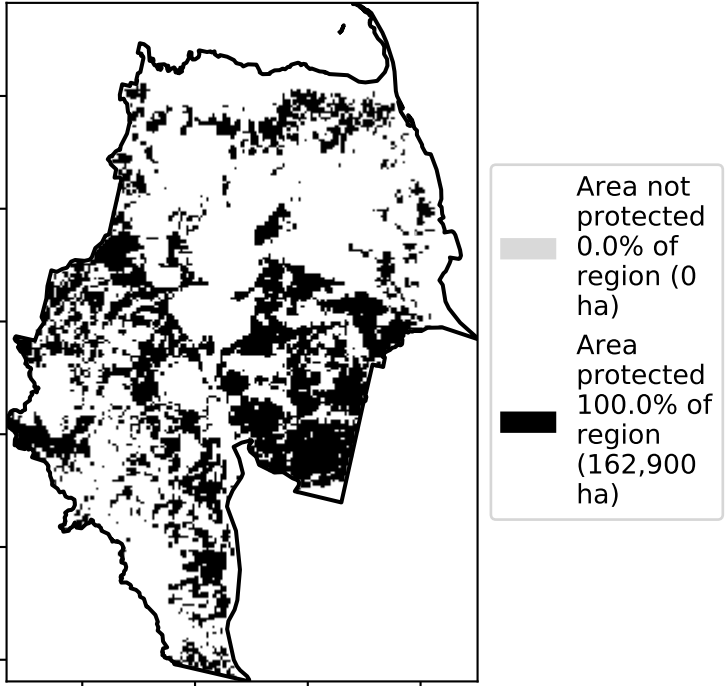 Area not
protected
0.0% of
region (0
ha)
Area
protected
100.0% of
region
(162,900
ha)